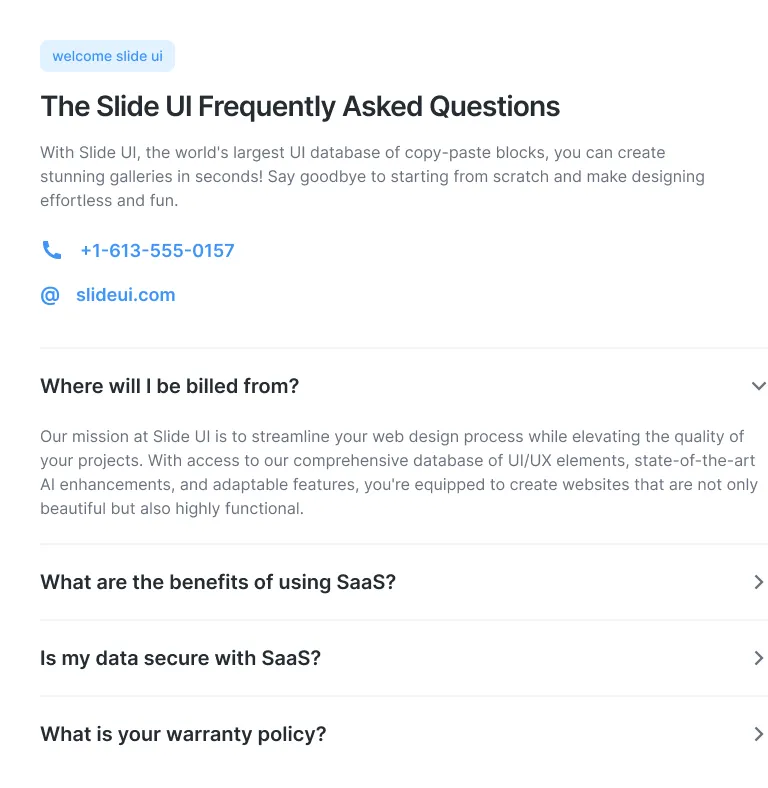 welcome slide ui
The Slide UI Frequently Asked Questions
With Slide UI, the world's largest UI database of copy-paste blocks, you can create
stunning galleries in seconds! Say goodbye to starting from scratch and make designing
effortless and fun.
+1-613-555-0157
@ slideui.com
Where will I be billed from?
Our mission at Slide UI is to streamline your web design process while elevating the quality of
your projects. With access to our comprehensive database of UI/UX elements, state-of-the-art
AI enhancements, and adaptable features, you're equipped to create websites that are not only
beautiful but also highly functional.
What are the benefits of using SaaS?
Is my data secure with SaaS?
What is your warranty policy?